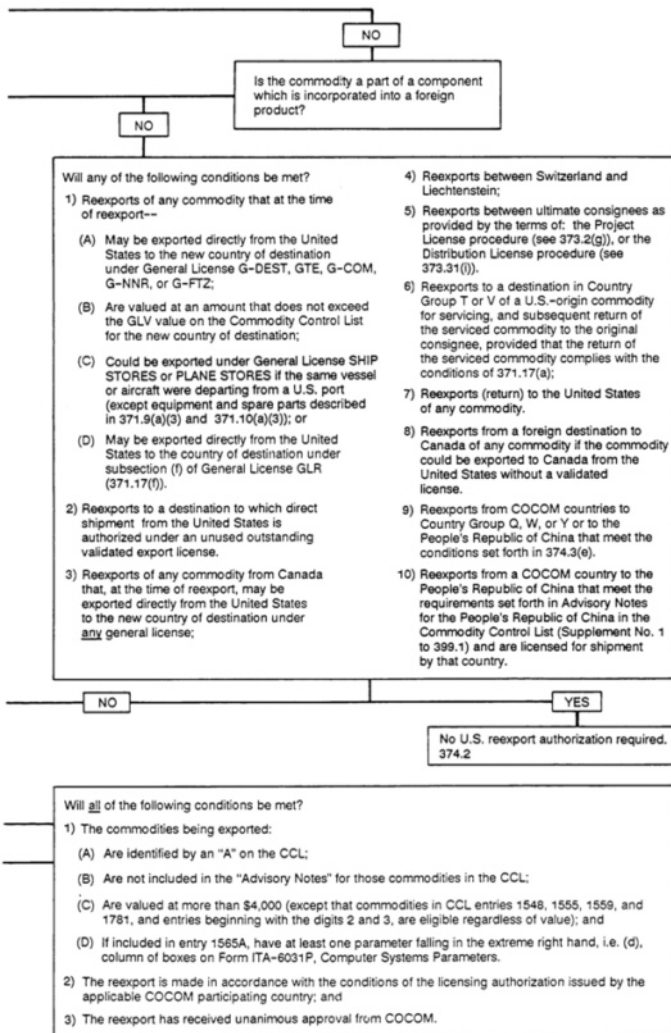 NO
Is the commodity a part of a component
which is incorporated into a foreign
product?
NO
Will any of the following conditions be met?
1) Reexports of any commodity that at the time
of reexport--
(A) May be exported directly from the United
States to the new country of destination
under General License G-DEST, GTE, G-COM,
G-NNR, or G-FTZ;
(B) Are valued at an amount that does not exceed
the GLV value on the Commodity Control List
for the new country of destination;
(C) Could be exported under General License SHIP
STORES or PLANE STORES if the same vessel
or aircraft were departing from a U.S. port
(except equipment and spare parts described
in 371.9(a)(3) and 371.10(a)(3)); or
(D) May be exported directly from the United
States to the country of destination under
subsection (f) of General License GLR
(371.17(f)).
2) Reexports to a destination to which direct
shipment from the United States is
authorized under an unused outstanding
validated export license.
3) Reexports of any commodity from Canada
that, at the time of reexport, may be
exported directly from the United States
to the new country of destination under
any general license;
4) Reexports between Switzerland and
Liechtenstein;
5) Reexports between ultimate consignees as
provided by the terms of: the Project
License procedure (see 373.2(g)), or the
Distribution License procedure (see
373.31(i)).
6) Reexports to a destination in Country
Group T or V of a U.S.-origin commodity
for servicing, and subsequent return of
the serviced commodity to the original
consignee, provided that the return of
the serviced commodity complies with the
conditions of 371.17(a);
7) Reexports (return) to the United States
of any commodity.
8) Reexports from a foreign destination to
Canada of any commodity if the commodity
could be exported to Canada from the
United States without a validated
license.
9) Reexports from COCOM countries to
Country Group Q, W, or Y or to the
People's Republic of China that meet the
conditions set forth in 374.3(e).
10) Reexports from a COCOM country to the
People's Republic of China that meet the
requirements set forth in Advisory Notes
for the People's Republic of China in the
Commodity Control List (Supplement No. 1
to 399.1) and are licensed for shipment
by that country.
NO
YES
No U.S. reexport authorization required.
374.2
Will all of the following conditions be met?
1) The commodities being exported:
(A) Are identified by an "A" on the CCL;
(B) Are not included in the "Advisory Notes" for those commodities in the CCL;
(C) Are valued at more than $4,000 (except that commodities in CCL entries 1548, 1555, 1559, and
1781, and entries beginning with the digits 2 and 3, are eligible regardless of value); and
(D) If included in entry 1565A, have at least one parameter falling in the extreme right hand, i.e. (d),
column of boxes on Form ITA-6031P, Computer Systems Parameters.
2) The reexport is made in accordance with the conditions of the licensing authorization issued by the
applicable COCOM participating country; and
3) The reexport has received unanimous approval from COCOM.